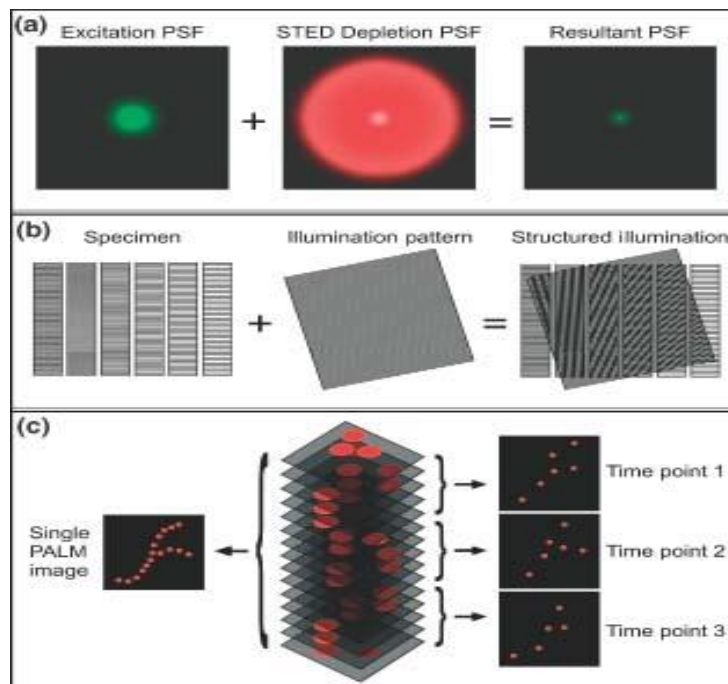 (a)
Excitation PSF STED Depletion PSF Resultant PSF
+ =
(b)
Specimen Illumination pattern Structured illumination
+ =
(c)
Time point 1
Single
PALM
image
Time point 2
Time point 3